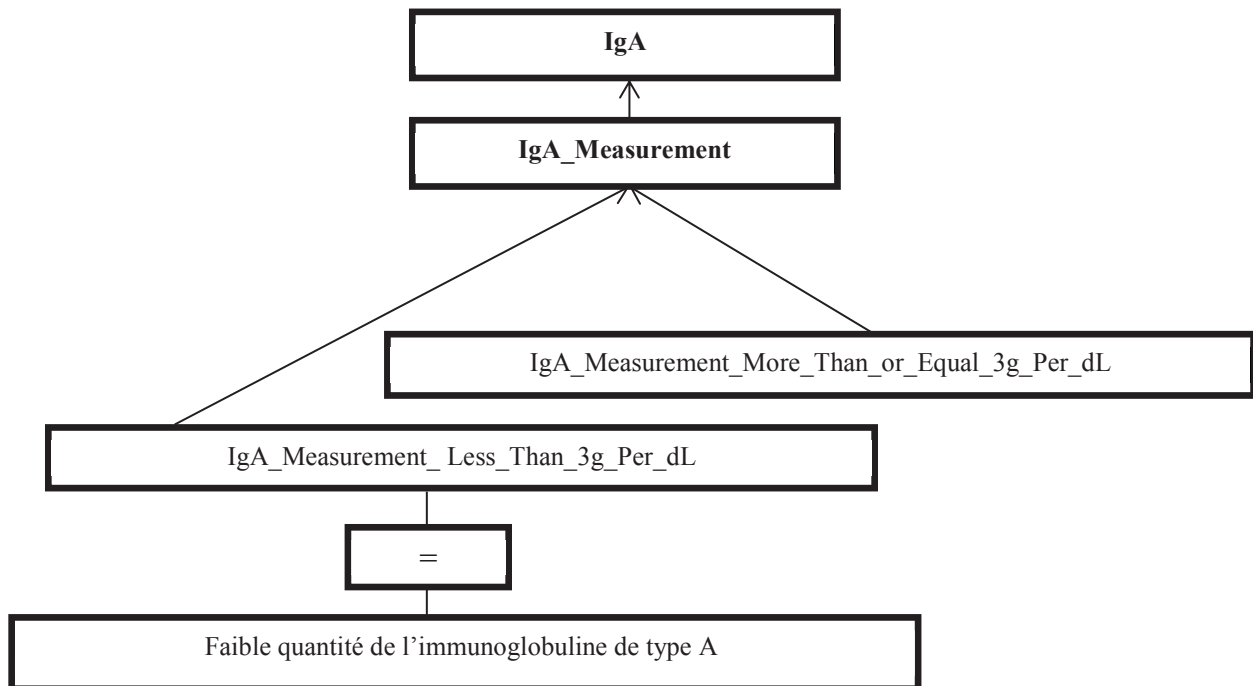 IgA
IgA_Measurement
IgA_Measurement_More_Than_or_Equal_3g_Per_dL
IgA_Measurement_ Less_Than_3g_Per_dL
=
Faible quantité de l’immunoglobuline de type A